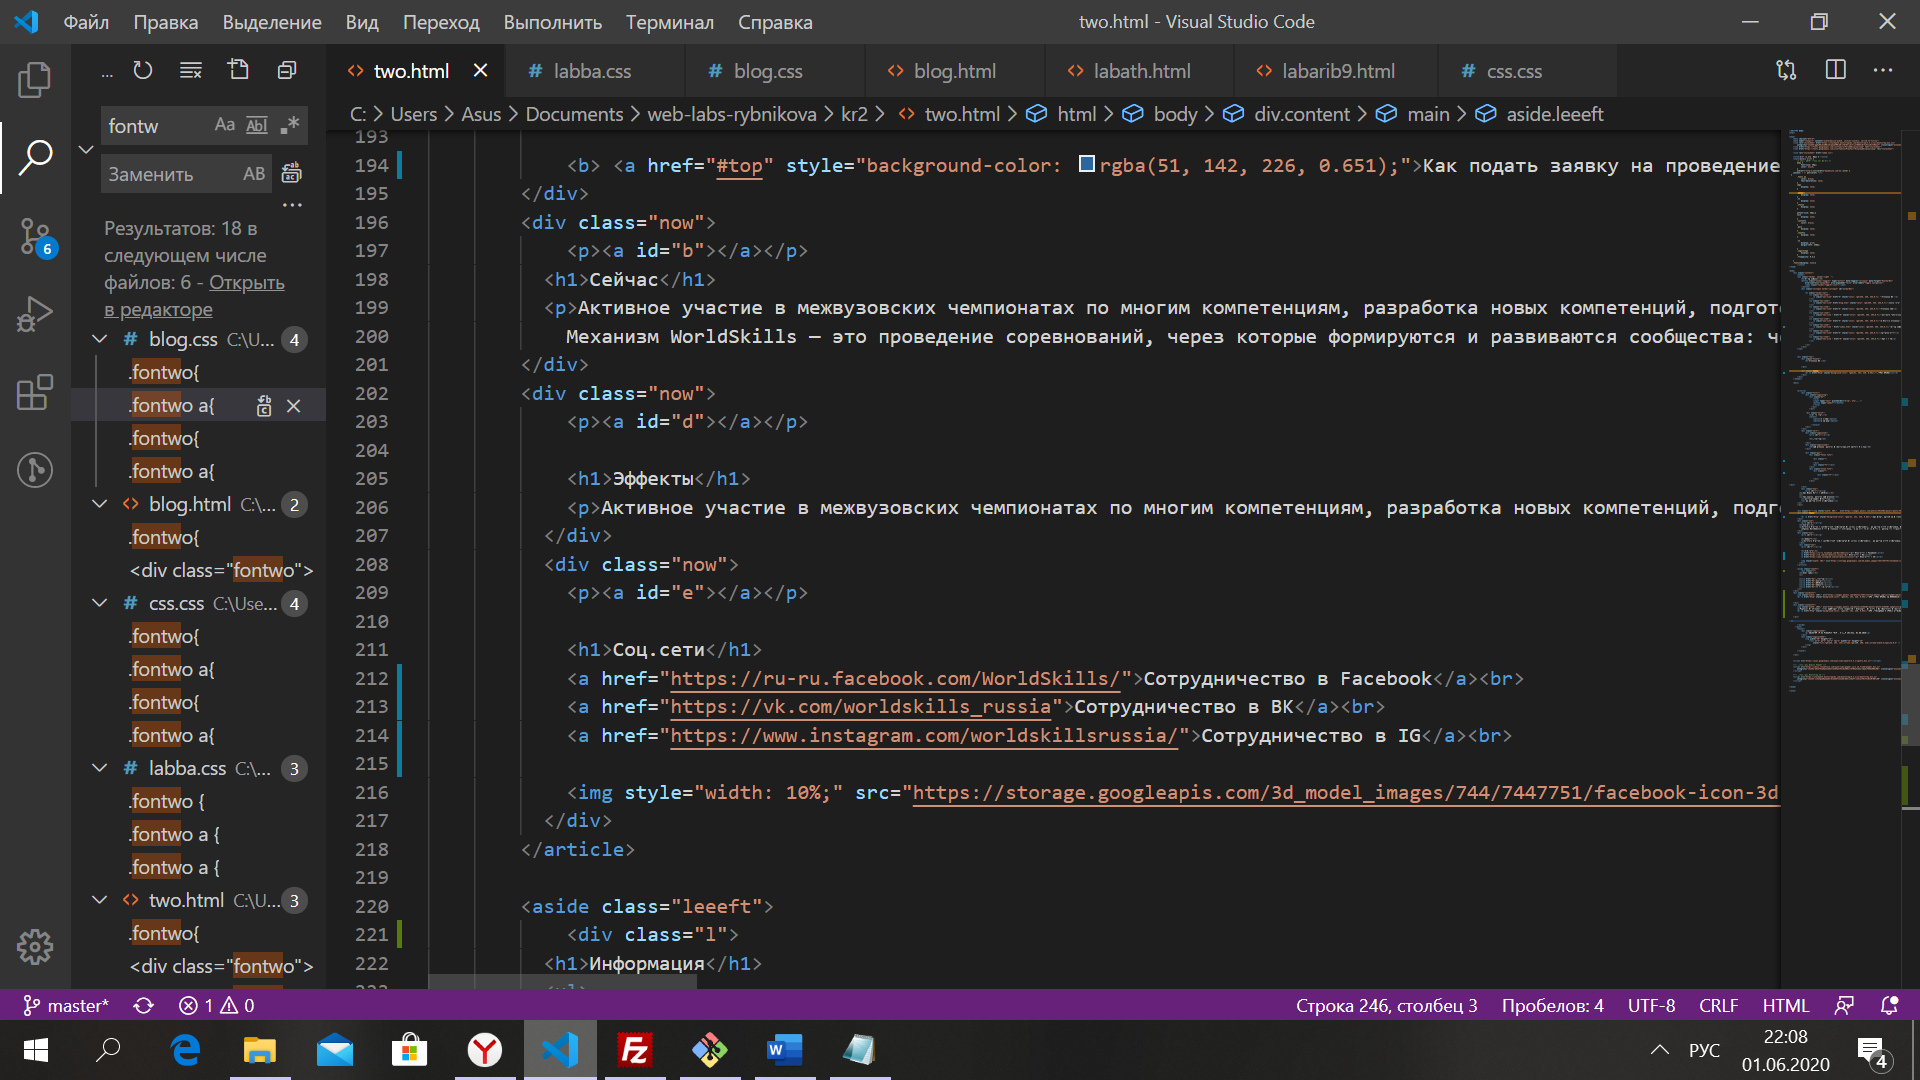 Файл Правка Выделение Вид Переход Выполнить Терминал Справка two.html - Visual Studio Code
two.html labba.css blog.css blog.html labath.html labarib9.html css.css
C: > Users > Asus > Documents > web-labs-rybnikova > kr2 > two.html > html > body > div.content > main > aside.leeeft
fontw Aa Abl .*
Заменить AB
Результатов: 18 в
следующем числе
файлов: 6 - Открыть
в редакторе
blog.css C:\U... 4
.fontwo{
.fontwo a{
.fontwo{
.fontwo a{
blog.html C:\... 2
.fontwo{
<div class="fontwo">
css.css C:\Use... 4
.fontwo{
.fontwo a{
.fontwo{
.fontwo a{
labba.css C:\... 3
.fontwo {
.fontwo a {
.fontwo a {
two.html C:\U... 3
.fontwo{
<div class="fontwo">
193
194 <b> <a href="#top" style="background-color: rgba(51, 142, 226, 0.651);">Как подать заявку на проведение
195 </div>
196 <div class="now">
197 <p><a id="b"></a></p>
198 <h1>Сейчас</h1>
199 <p>Активное участие в межвузовских чемпионатах по многим компетенциям, разработка новых компетенций, подгот
200 Механизм WorldSkills — это проведение соревнований, через которые формируются и развиваются сообщества:
201 </div>
202 <div class="now">
203 <p><a id="d"></a></p>
204
205 <h1>Эффекты</h1>
206 <p>Активное участие в межвузовских чемпионатах по многим компетенциям, разработка новых компетенций, подг
207 </div>
208 <div class="now">
209 <p><a id="e"></a></p>
210
211 <h1>Соц.сети</h1>
212 <a href="https://ru-ru.facebook.com/WorldSkills/">Сотрудничество в Facebook</a><br>
213 <a href="https://vk.com/worldskills_russia">Сотрудничество в ВК</a><br>
214 <a href="https://www.instagram.com/worldskillsrussia/">Сотрудничество в IG</a><br>
215
216 <img style="width: 10%;" src="https://storage.googleapis.com/3d_model_images/744/7447751/facebook-icon-3d
217 </div>
218 </article>
219
220 <aside class="leeeft">
221 <div class="l">
222 <h1>Информация</h1>
master* 1 0 Строка 246, столбец 3 Пробелов: 4 UTF-8 CRLF HTML
РУС 22:08
01.06.2020 4
6